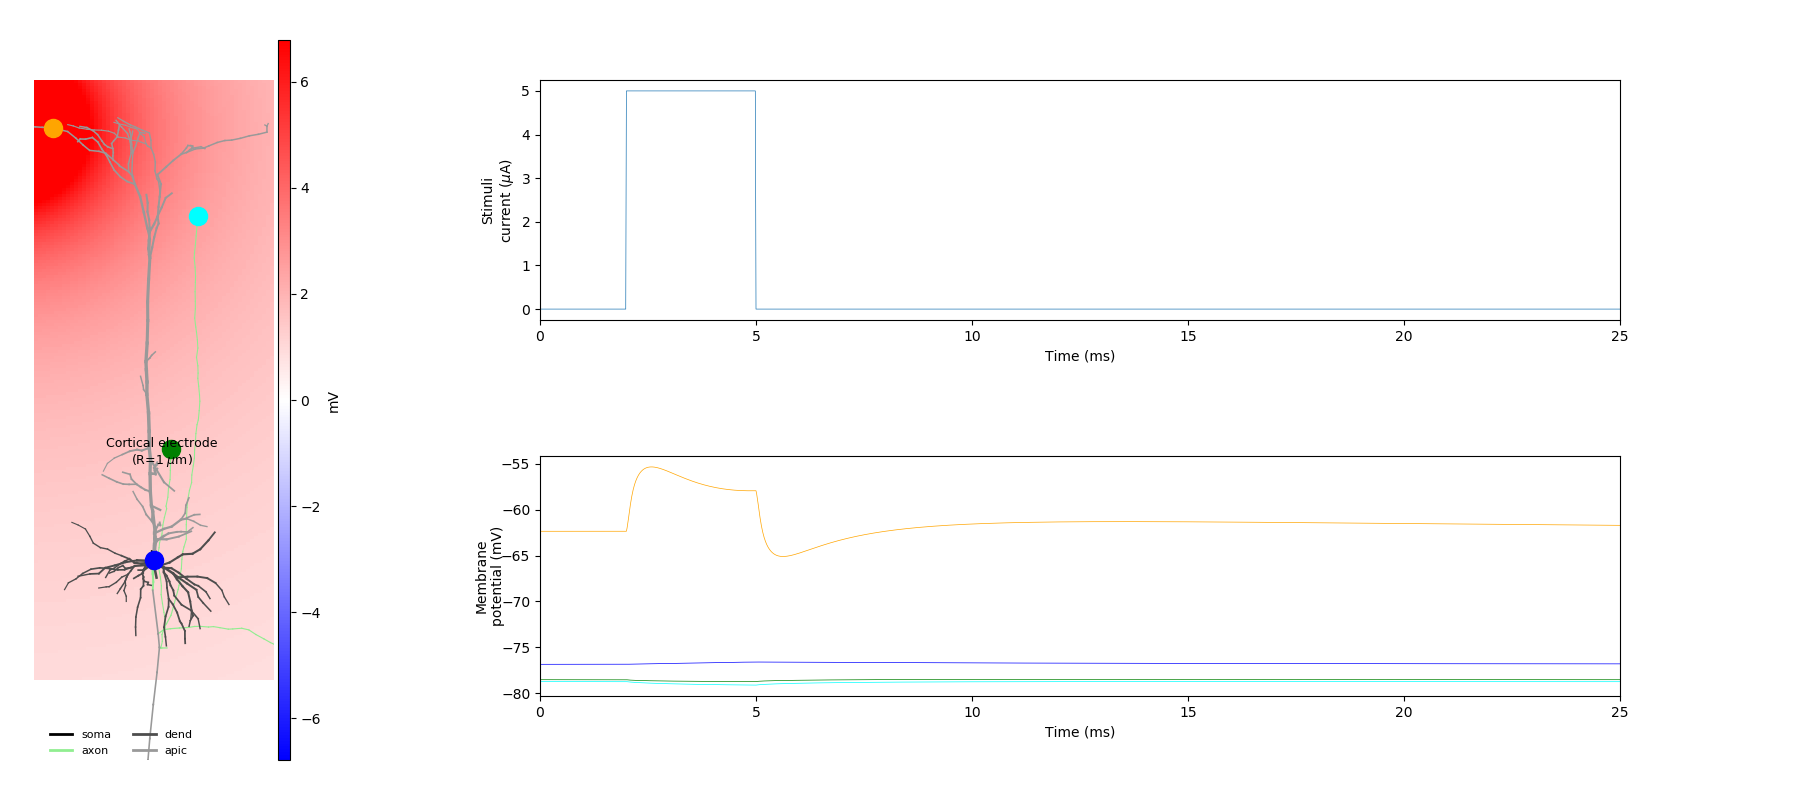 6
4
2
0
−2
−4
−6
mV
Cortical electrode
(R=1 μm)
soma
axon
dend
apic
Stimuli
current (μA)
5
4
3
2
1
0
0
5
10
15
20
25
Time (ms)
Membrane
potential (mV)
−55
−60
−65
−70
−75
−80
0
5
10
15
20
25
Time (ms)